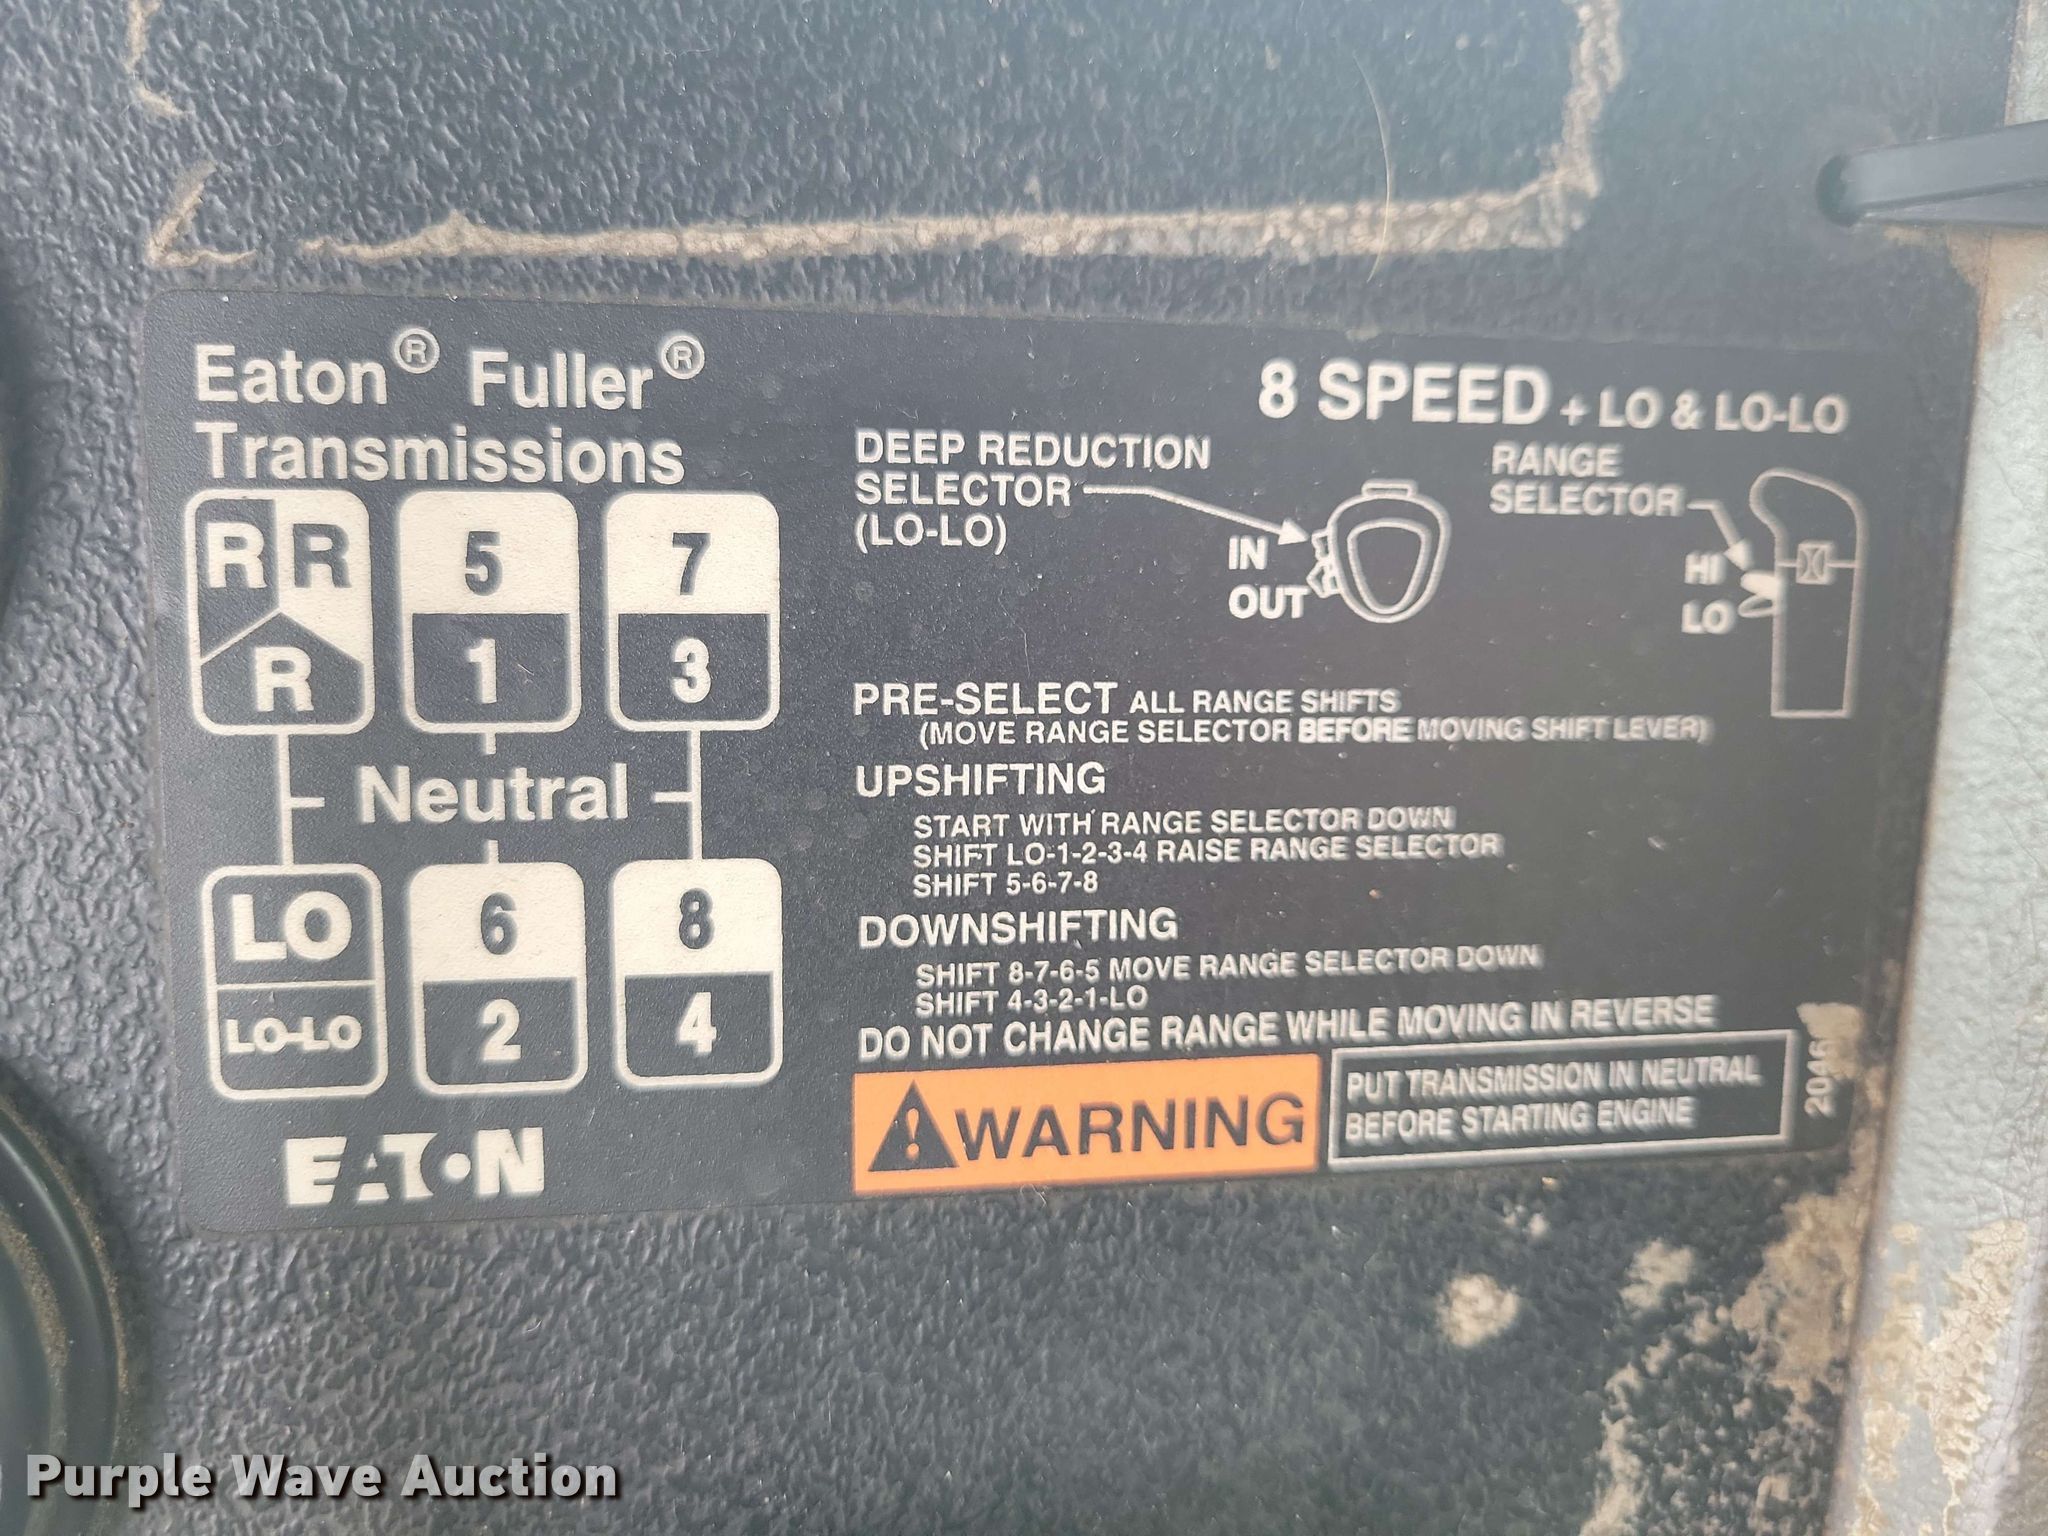 Eaton® Fuller®
Transmissions
R R 5 7
R 1 3
Neutral
LO 6 8
LO-LO 2 4
EATON
8 SPEED + LO & LO-LO
DEEP REDUCTION
SELECTOR
(LO-LO)
IN
OUT
RANGE
SELECTOR
HI
LO
PRE-SELECT ALL RANGE SHIFTS
(MOVE RANGE SELECTOR BEFORE MOVING SHIFT LEVER)
UPSHIFTING
START WITH RANGE SELECTOR DOWN
SHIFT LO-1-2-3-4 RAISE RANGE SELECTOR
SHIFT 5-6-7-8
DOWNSHIFTING
SHIFT 8-7-6-5 MOVE RANGE SELECTOR DOWN
SHIFT 4-3-2-1-LO
DO NOT CHANGE RANGE WHILE MOVING IN REVERSE
WARNING
PUT TRANSMISSION IN NEUTRAL
BEFORE STARTING ENGINE
Purple Wave Auction